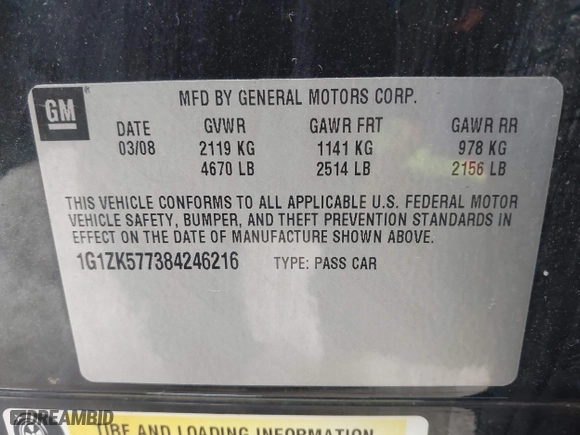 GM
MFD BY GENERAL MOTORS CORP.
DATE GVWR GAWR FRT GAWR RR
03/08 2119 KG 1141 KG 978 KG
4670 LB 2514 LB 2156 LB
THIS VEHICLE CONFORMS TO ALL APPLICABLE U.S. FEDERAL MOTOR
VEHICLE SAFETY, BUMPER, AND THEFT PREVENTION STANDARDS IN
EFFECT ON THE DATE OF MANUFACTURE SHOWN ABOVE.
1G1ZK577384246216 TYPE: PASS CAR
DREAMBID
TIRE AND LOADING INFORMATION